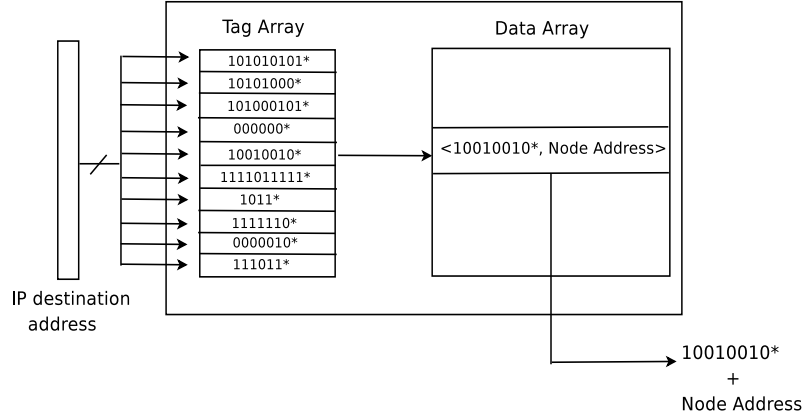 Tag Array
Data Array
101010101*
10101000*
101000101*
000000*
10010010*
1111011111*
1011*
1111110*
0000010*
111011*
<10010010*, Node Address>
IP destination
address
10010010*
+
Node Address